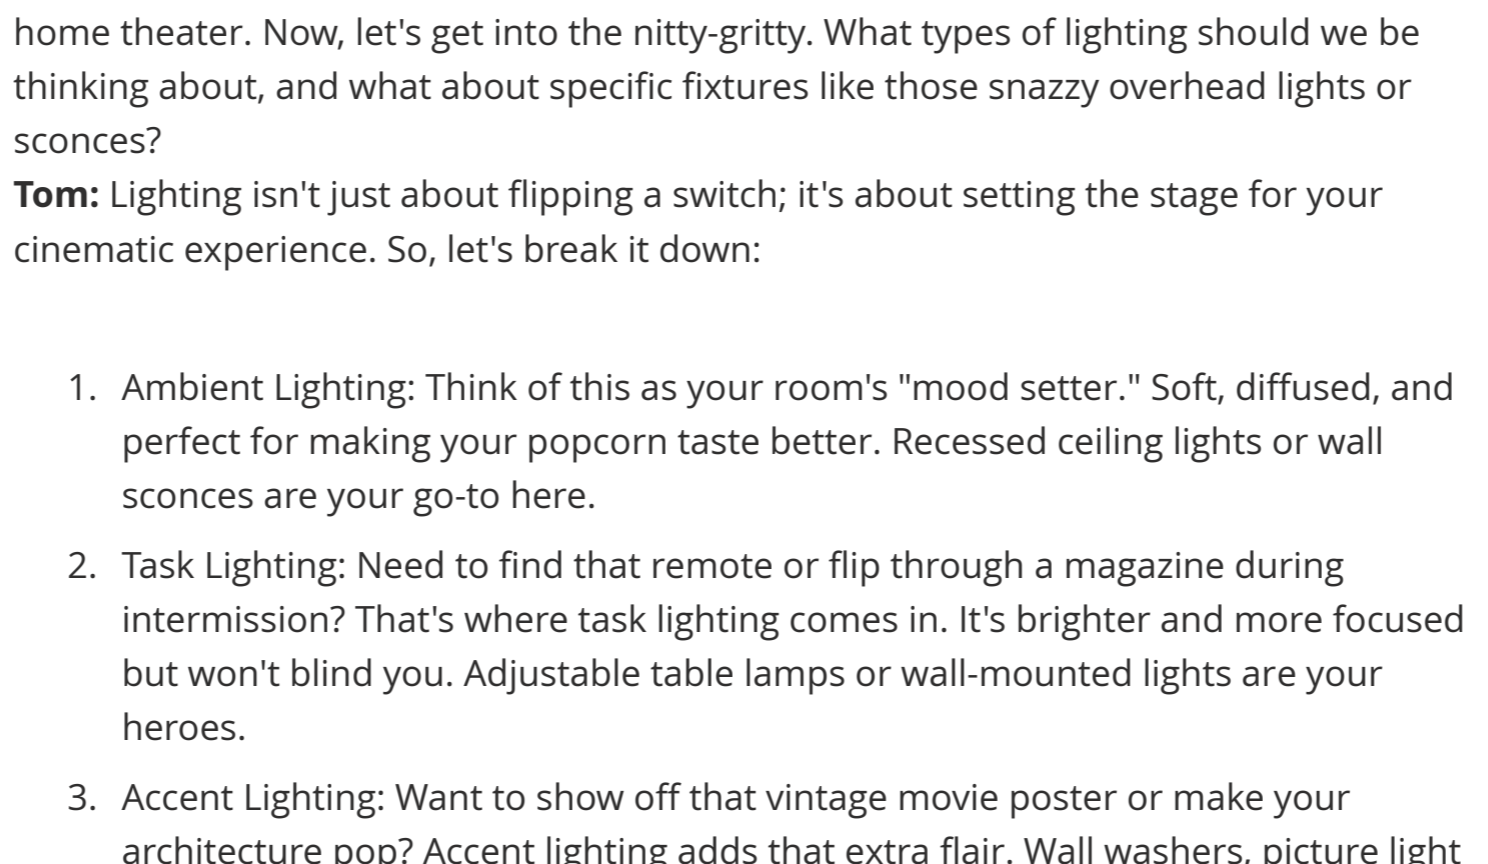 home theater. Now, let's get into the nitty-gritty. What types of lighting should we be
thinking about, and what about specific fixtures like those snazzy overhead lights or
sconces?
Tom: Lighting isn't just about flipping a switch; it's about setting the stage for your
cinematic experience. So, let's break it down:
1. Ambient Lighting: Think of this as your room's "mood setter." Soft, diffused, and
perfect for making your popcorn taste better. Recessed ceiling lights or wall
sconces are your go-to here.
2. Task Lighting: Need to find that remote or flip through a magazine during
intermission? That's where task lighting comes in. It's brighter and more focused
but won't blind you. Adjustable table lamps or wall-mounted lights are your
heroes.
3. Accent Lighting: Want to show off that vintage movie poster or make your
architecture pop? Accent lighting adds that extra flair. Wall washers, picture light